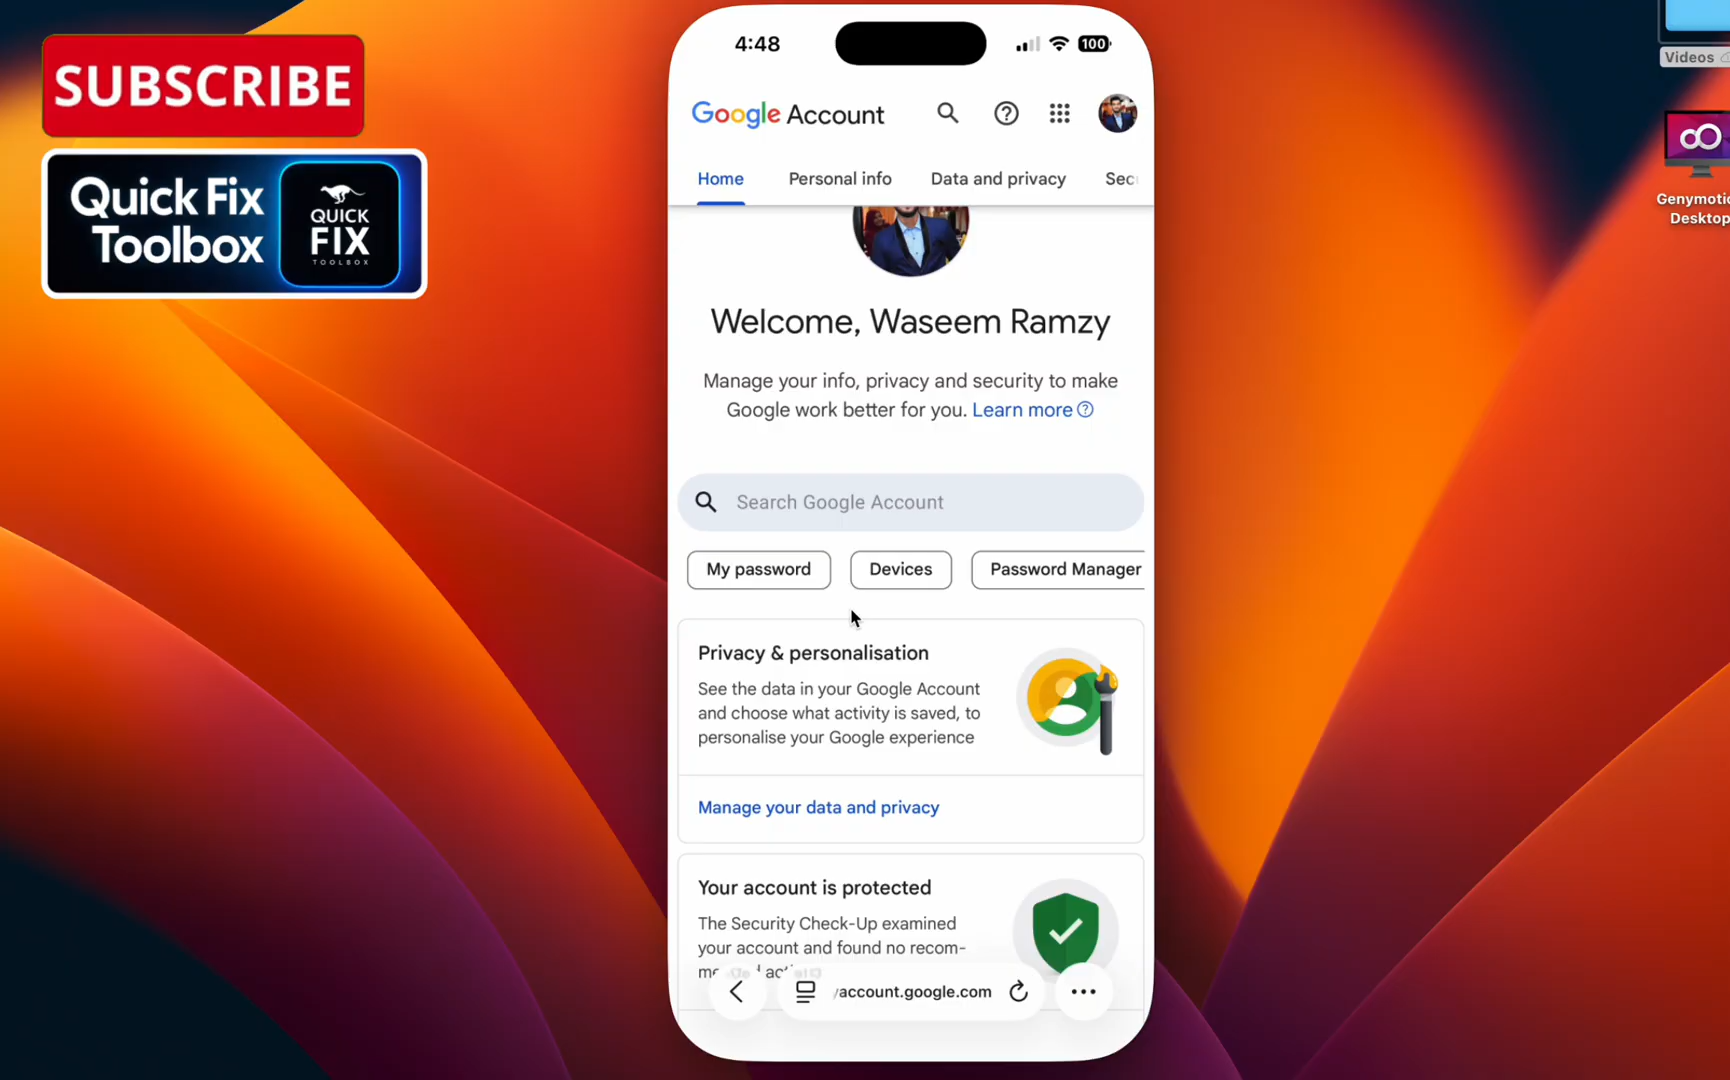 SUBSCRIBE
Quick Fix
Toolbox
QUICK
FIX
TOOLBOX
4:48
100
Google Account
Home
Personal info
Data and privacy
Sec
Welcome, Waseem Ramzy
Manage your info, privacy and security to make
Google work better for you. Learn more
Search Google Account
My password
Devices
Password Manager
Privacy & personalisation
See the data in your Google Account
and choose what activity is saved, to
personalise your Google experience
Manage your data and privacy
Your account is protected
The Security Check-Up examined
your account and found no recom-
/account.google.com
Videos
Genymotic
Desktop